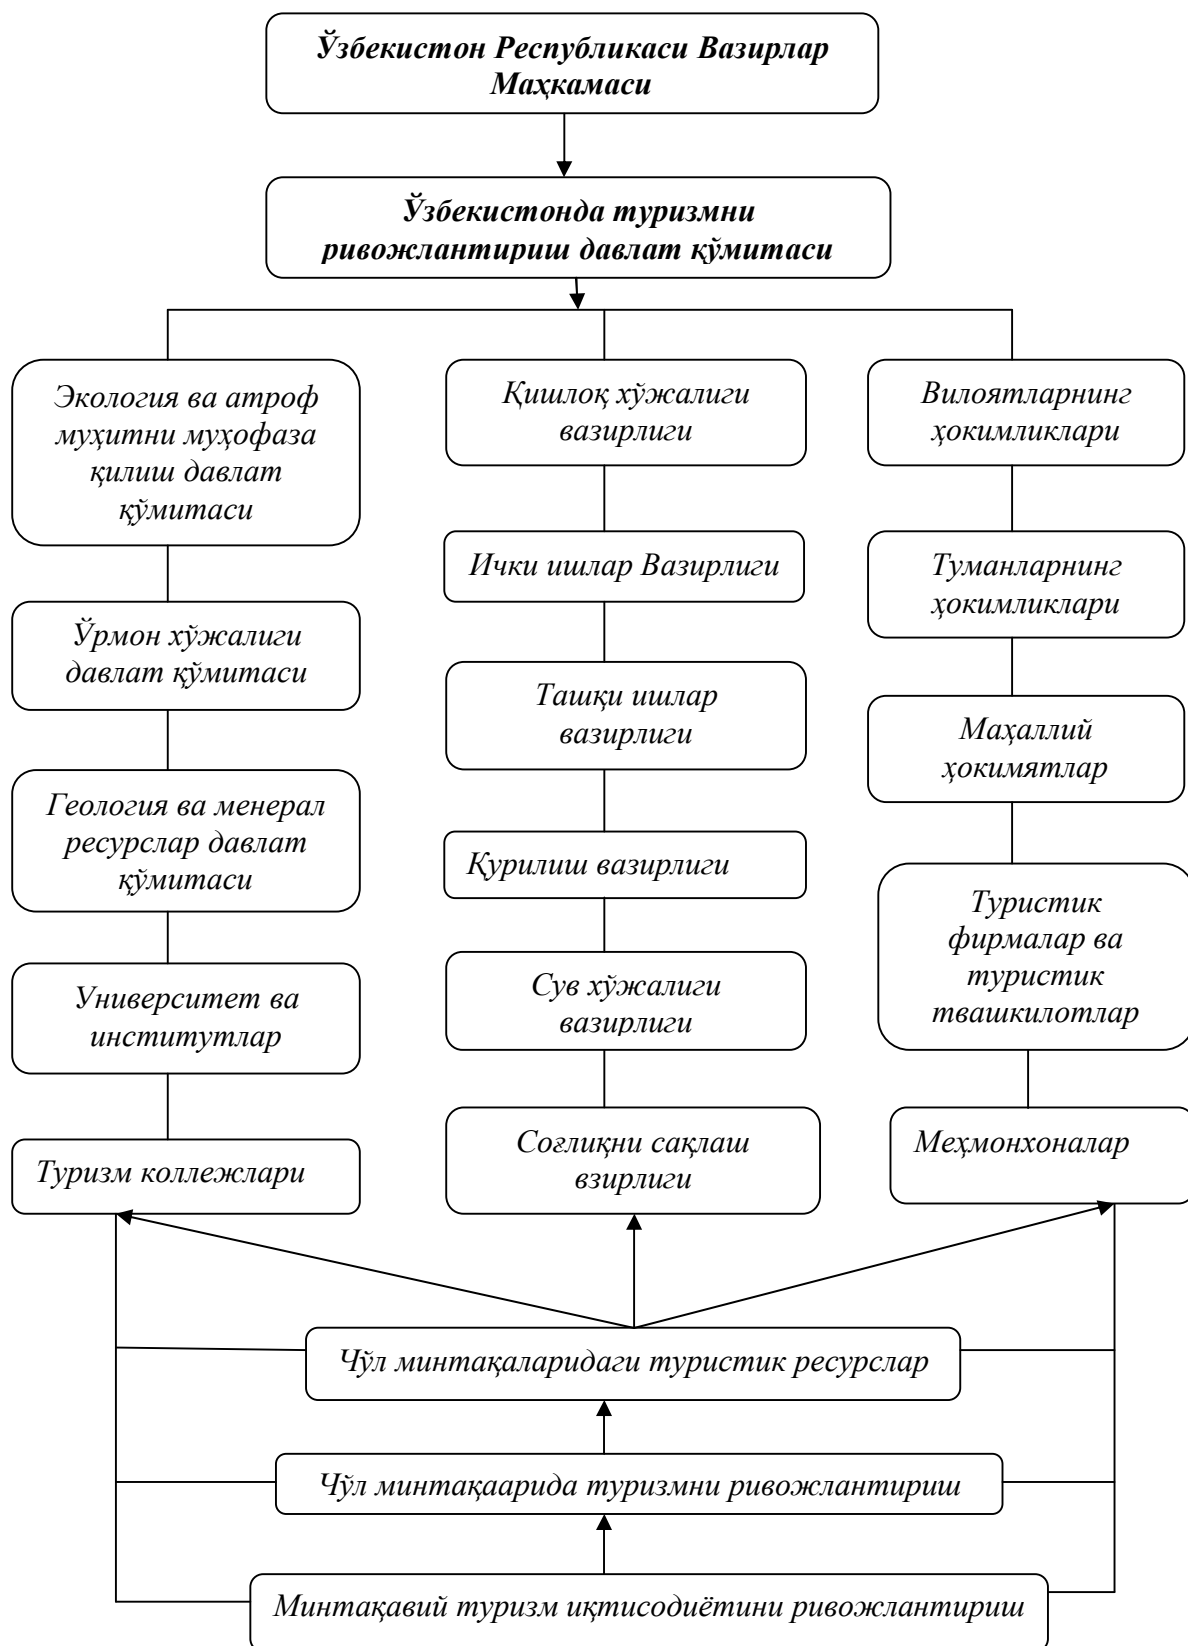 Ўзбекистон Республикаси Вазирлар
Маҳкамаси
Ўзбекистонда туризмни
ривожлантириш давлат қўмитаси
Экология ва атроф
муҳитни муҳофаза
қилиш давлат
қўмитаси
Ўрмон хўжалиги
давлат қўмитаси
Геология ва менерал
ресурслар давлат
қўмитаси
Университет ва
институтлар
Туризм коллежлари
Қишлоқ хўжалиги
вазирлиги
Ички ишлар Вазирлиги
Ташқи ишлар
вазирлиги
Қурилиш вазирлиги
Сув хўжалиги
вазирлиги
Соғлиқни сақлаш
взирлиги
Вилоятларнинг
ҳокимликлари
Туманларнинг
ҳокимликлари
Маҳаллий
ҳокимятлар
Туристик
фирмалар ва
туристик
твашкилотлар
Меҳмонхоналар
Чўл минтақаларидаги туристик ресурслар
Чўл минтақаарида туризмни ривожлантириш
Минтақавий туризм иқтисодиётини ривожлантириш